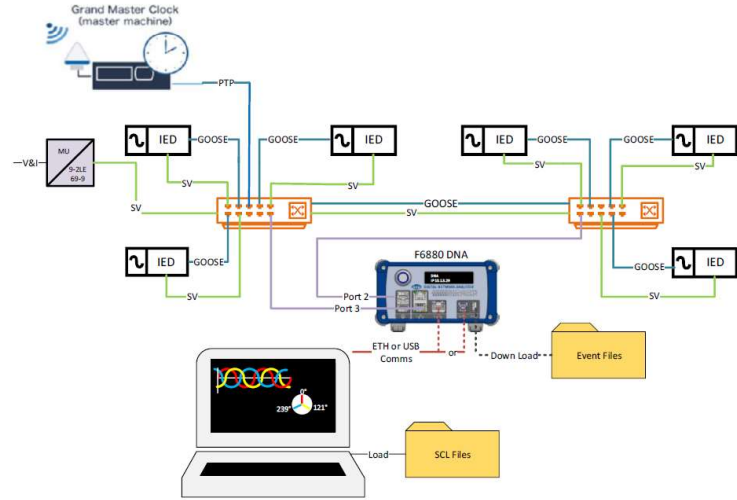 Grand Master Clock
(master machine)
PTP
IED
GOOSE
SV
GOOSE
IED
SV
IED
GOOSE
SV
GOOSE
IED
SV
V&I
MU
9-2LE
69-9
SV
GOOSE
SV
IED
GOOSE
SV
GOOSE
IED
SV
F6880 DNA
DNA
Port 2
Port 3
ETH or USB
Comms
or
Down Load
Event Files
0°
239°
121°
Load
SCL Files